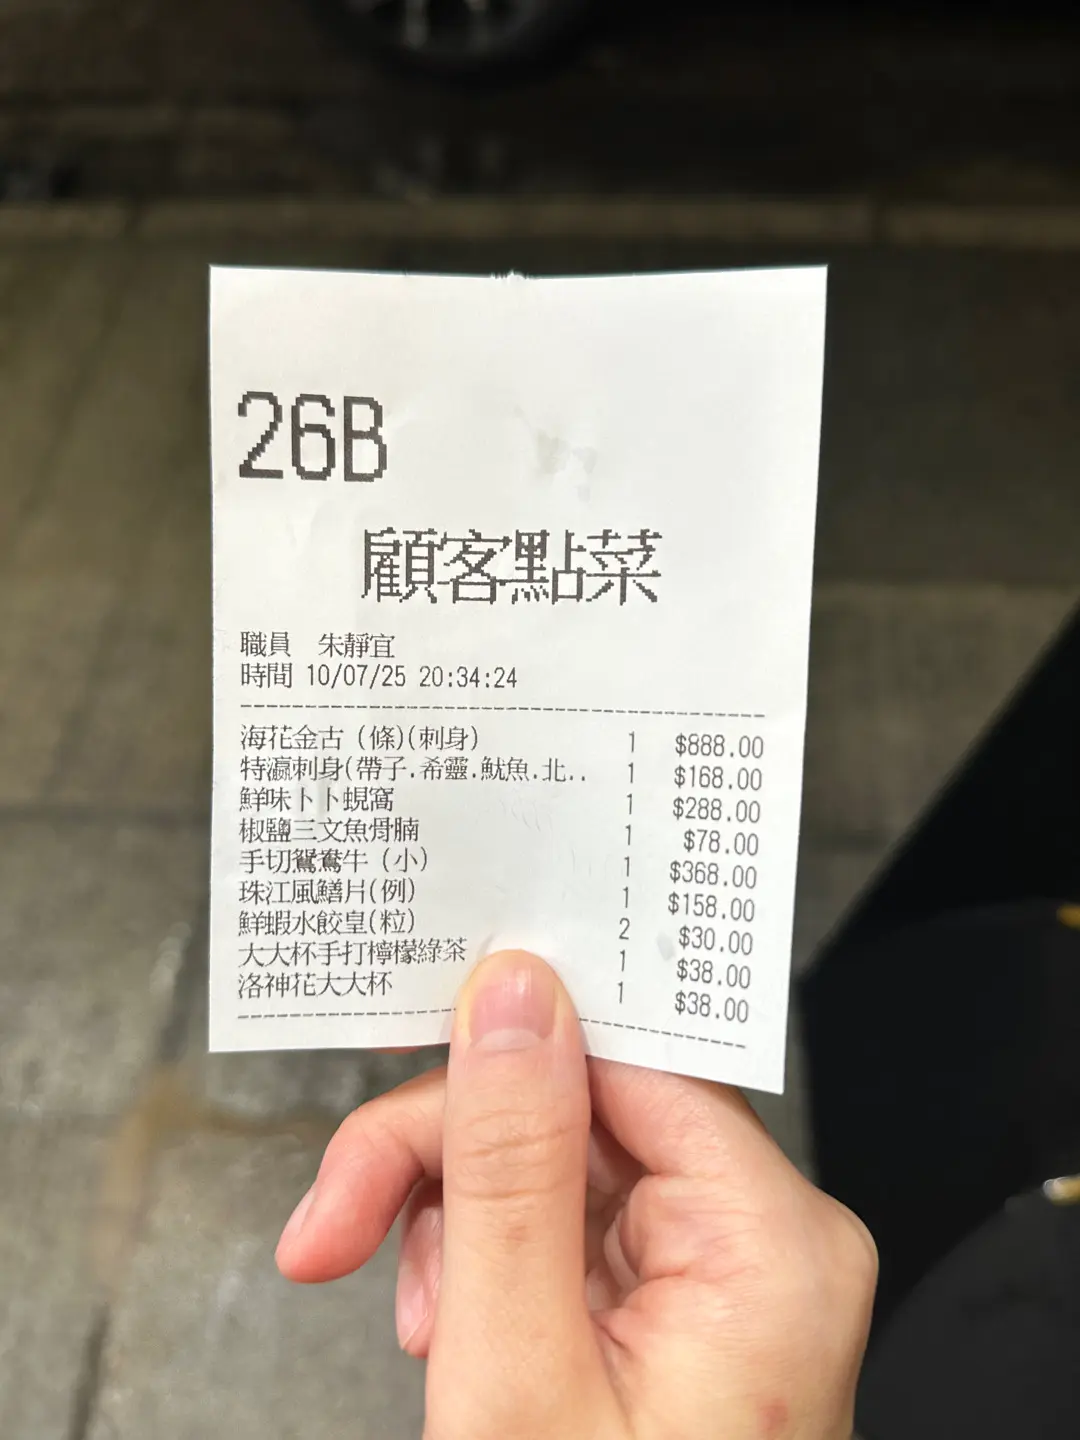 26B
顧客點菜
職員 朱靜宜
時間 10/07/25 20:34:24
海花金古 (條)(刺身) 1 $888.00
特瀛刺身(帶子.希靈.魷魚.北.. 1 $168.00
鮮味卜卜蜆窩 1 $288.00
椒鹽三文魚骨腩 1 $78.00
手切鴛鴦牛 (小) 1 $368.00
珠江風鱔片(例) 1 $158.00
鮮蝦水餃皇(粒) 2 $30.00
大大杯手打檸檬綠茶 1 $38.00
洛神花大大杯 1 $38.00